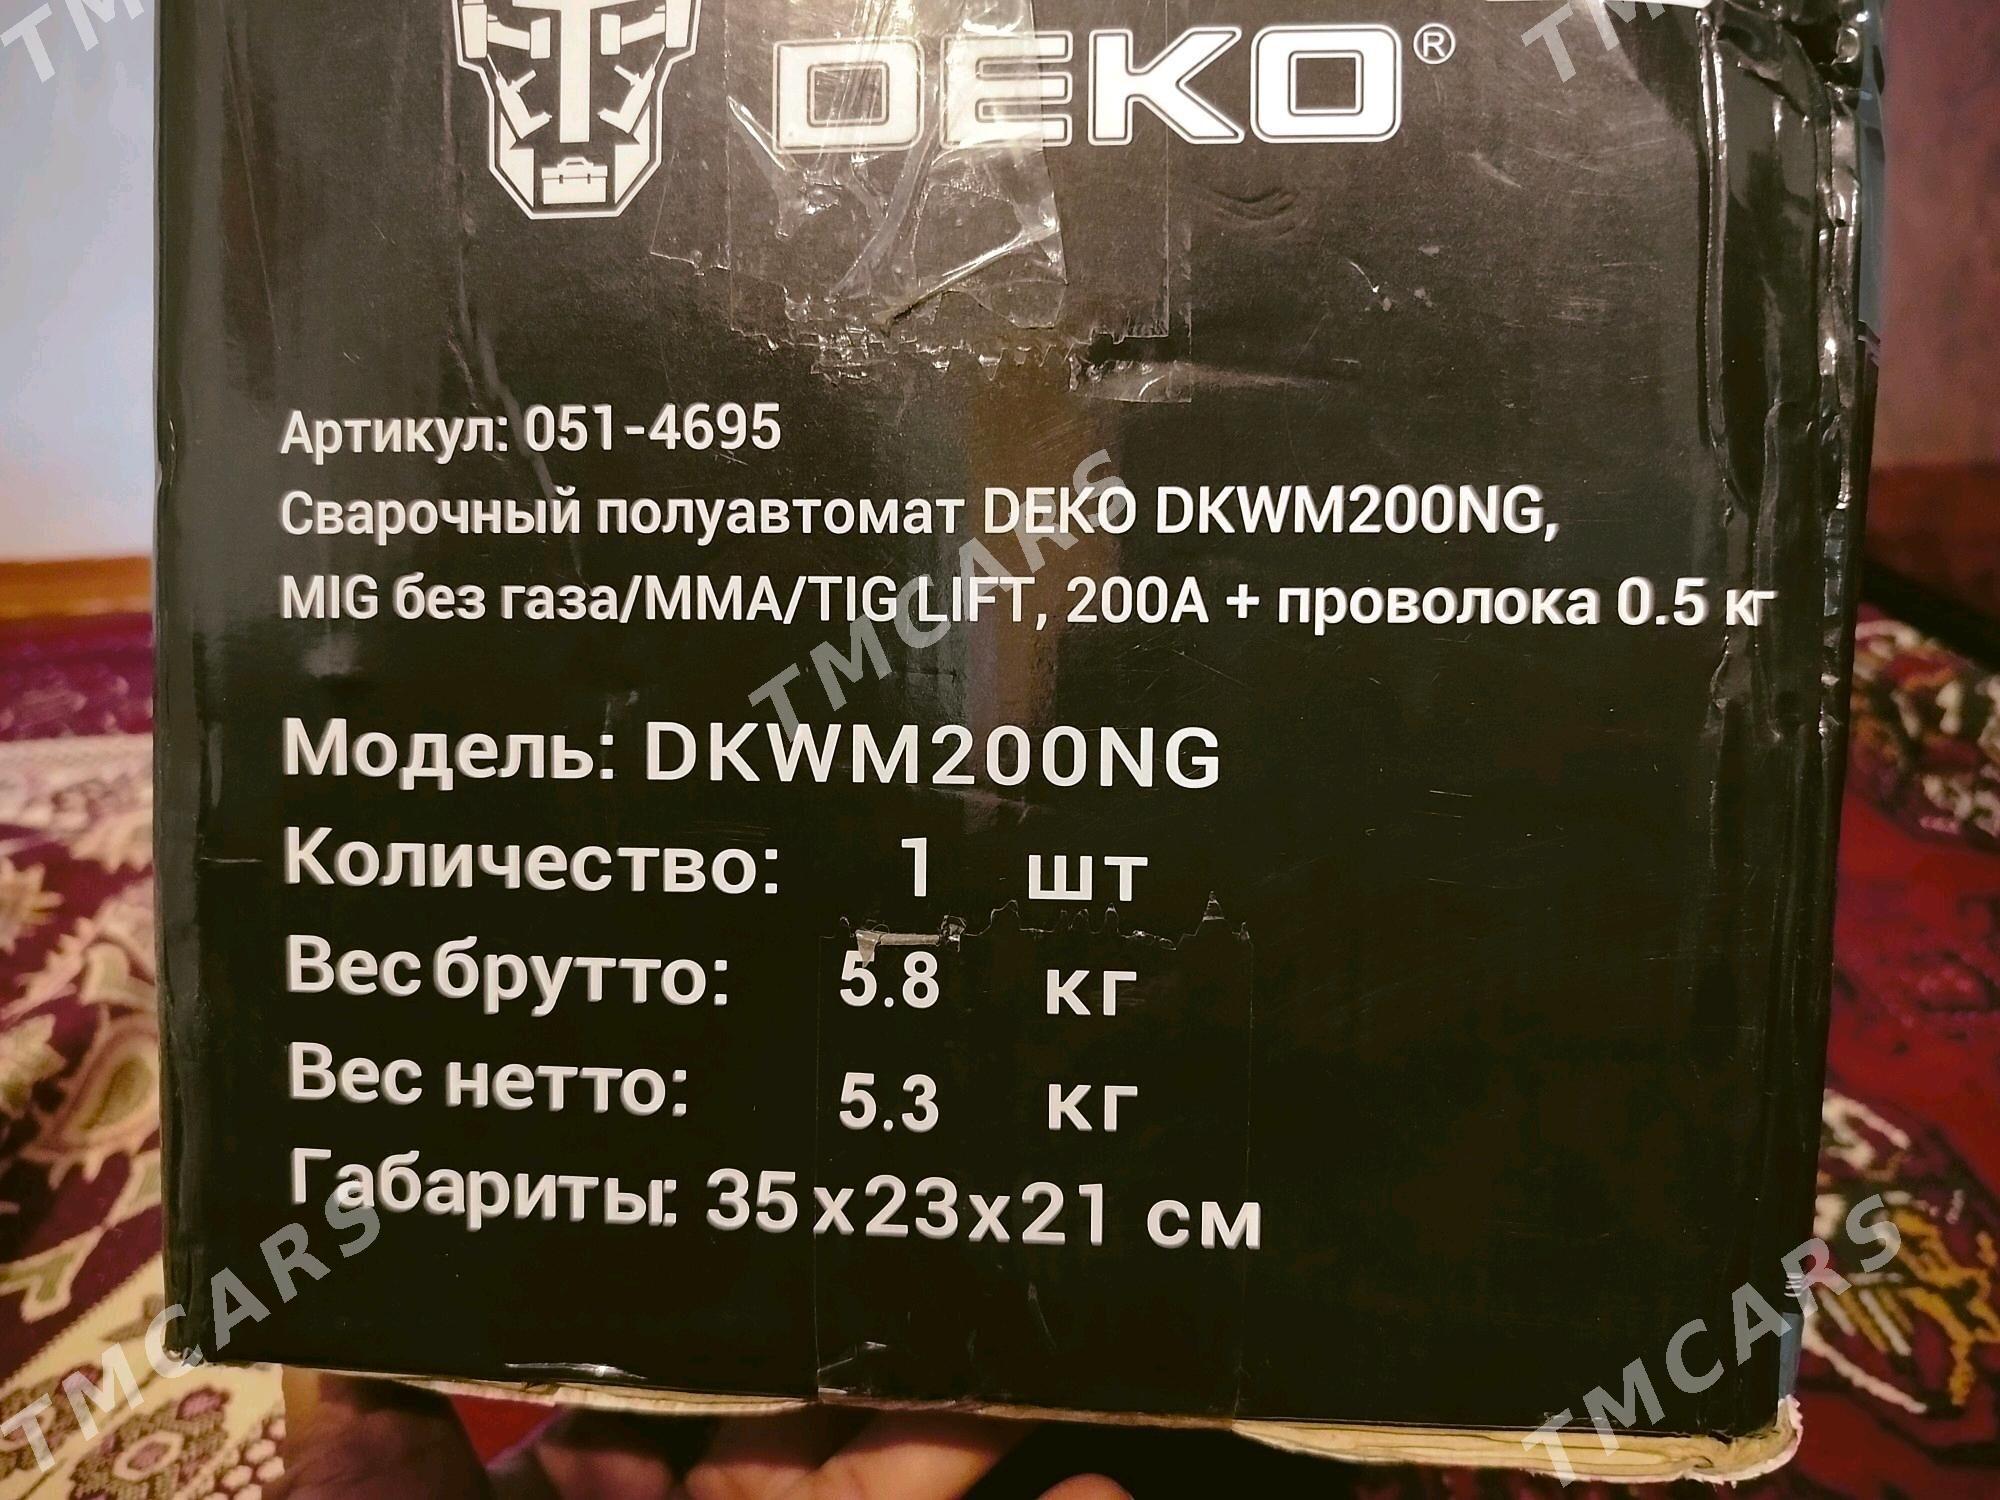 DEKO®
Артикул: 051-4695
Сварочный полуавтомат DEKO DKWM200NG,
MIG без газа/MMA/TIG LIFT, 200A + проволока 0.5 кг
Модель: DKWM200NG
Количество: 1 шт
Вес брутто: 5.8 кг
Вес нетто: 5.3 кг
Габариты: 35x23x21 см
TMCARS
TMCARS
TMCARS